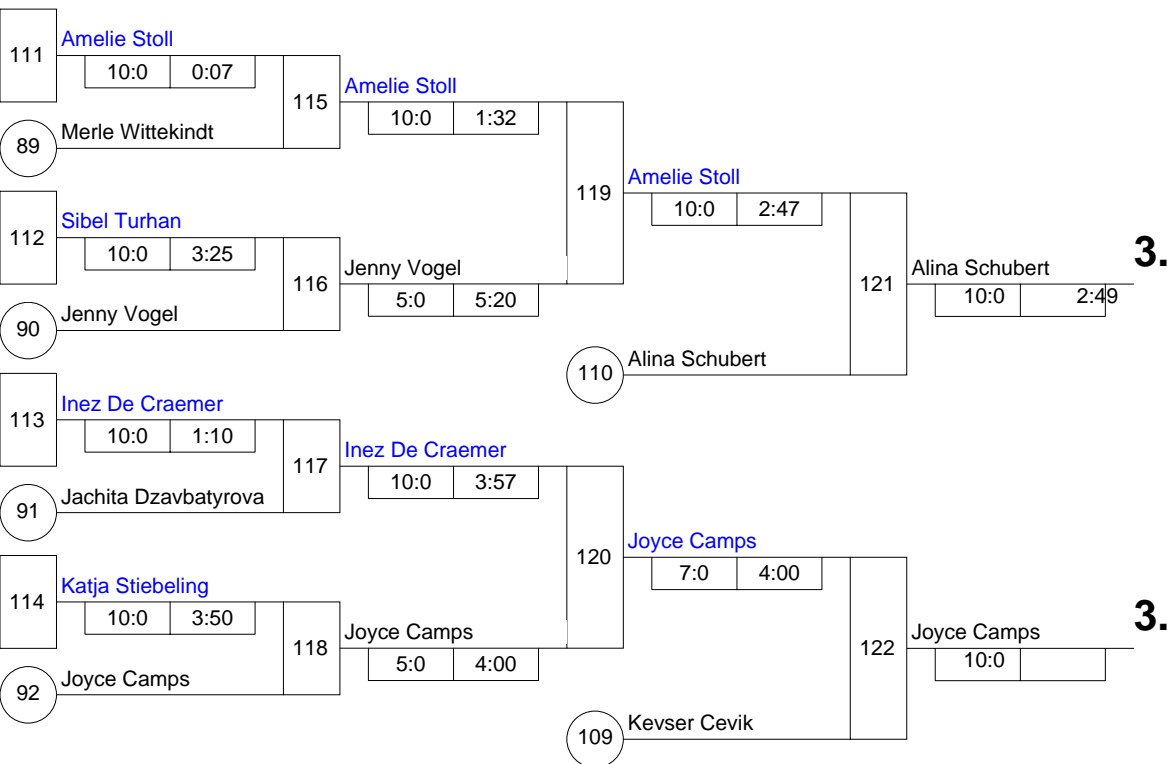 111
Amelie Stoll
10:0 0:07
115
Amelie Stoll
10:0 1:32
89
Merle Wittekindt
119
Amelie Stoll
10:0 2:47
112
Sibel Turhan
10:0 3:25
116
Jenny Vogel
5:0 5:20
90
Jenny Vogel
121
Alina Schubert
10:0 2:49
3.
110
Alina Schubert
113
Inez De Craemer
10:0 1:10
117
Inez De Craemer
10:0 3:57
91
Jachita Dzavbatyrova
120
Joyce Camps
7:0 4:00
114
Katja Stiebeling
10:0 3:50
118
Joyce Camps
5:0 4:00
92
Joyce Camps
122
Joyce Camps
10:0
3.
109
Kevser Cevik